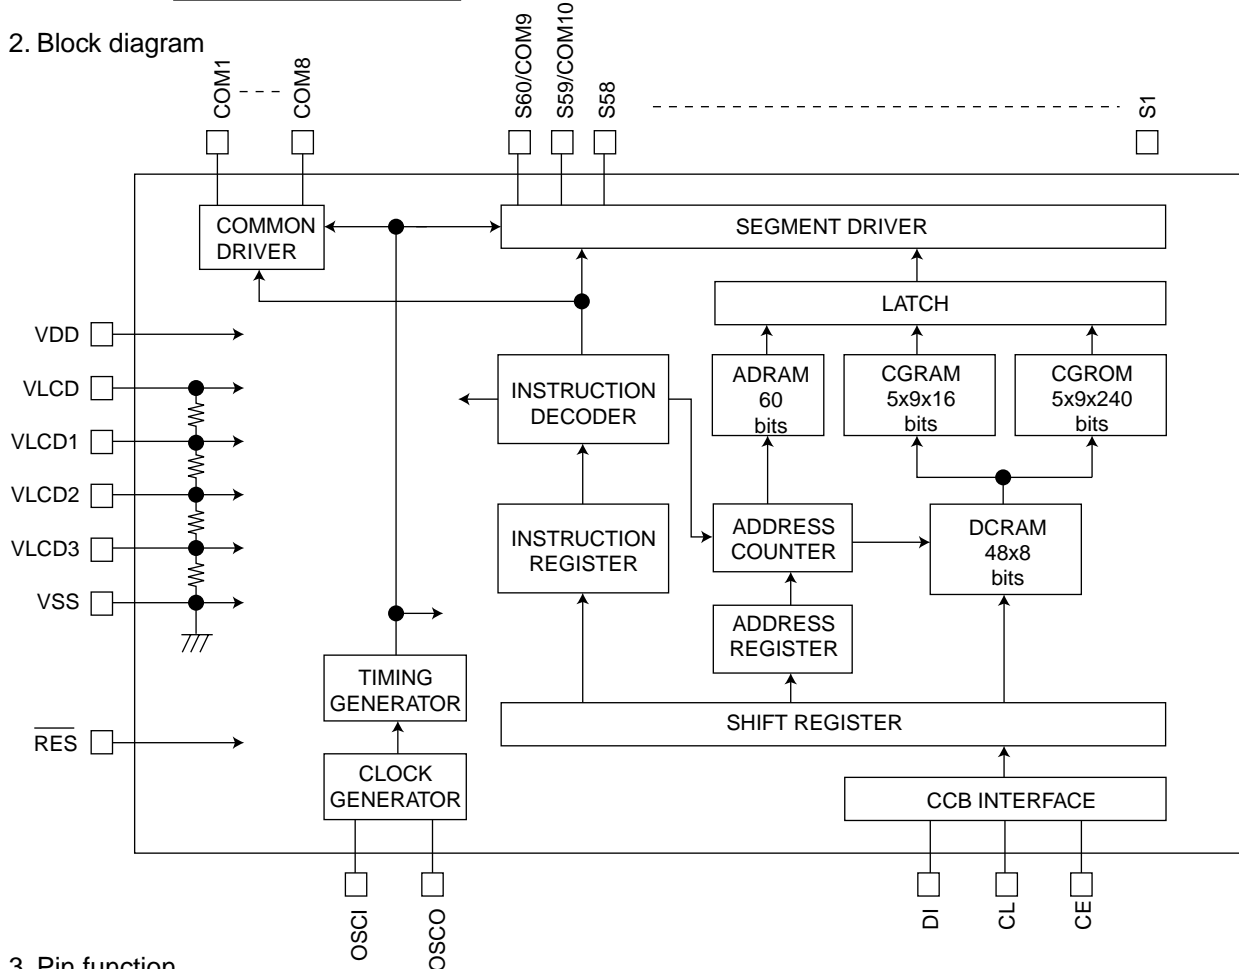 2. Block diagram
COM1
COM8
S60/COM9
S59/COM10
S58
S1
COMMON
DRIVER
SEGMENT DRIVER
LATCH
VDD
VLCD
VLCD1
VLCD2
VLCD3
VSS
RES
INSTRUCTION
DECODER
ADRAM
60
bits
CGRAM
5x9x16
bits
CGROM
5x9x240
bits
INSTRUCTION
REGISTER
ADDRESS
COUNTER
DCRAM
48x8
bits
ADDRESS
REGISTER
TIMING
GENERATOR
SHIFT REGISTER
CLOCK
GENERATOR
CCB INTERFACE
OSCI
OSCO
DI
CL
CE
3. Pin function